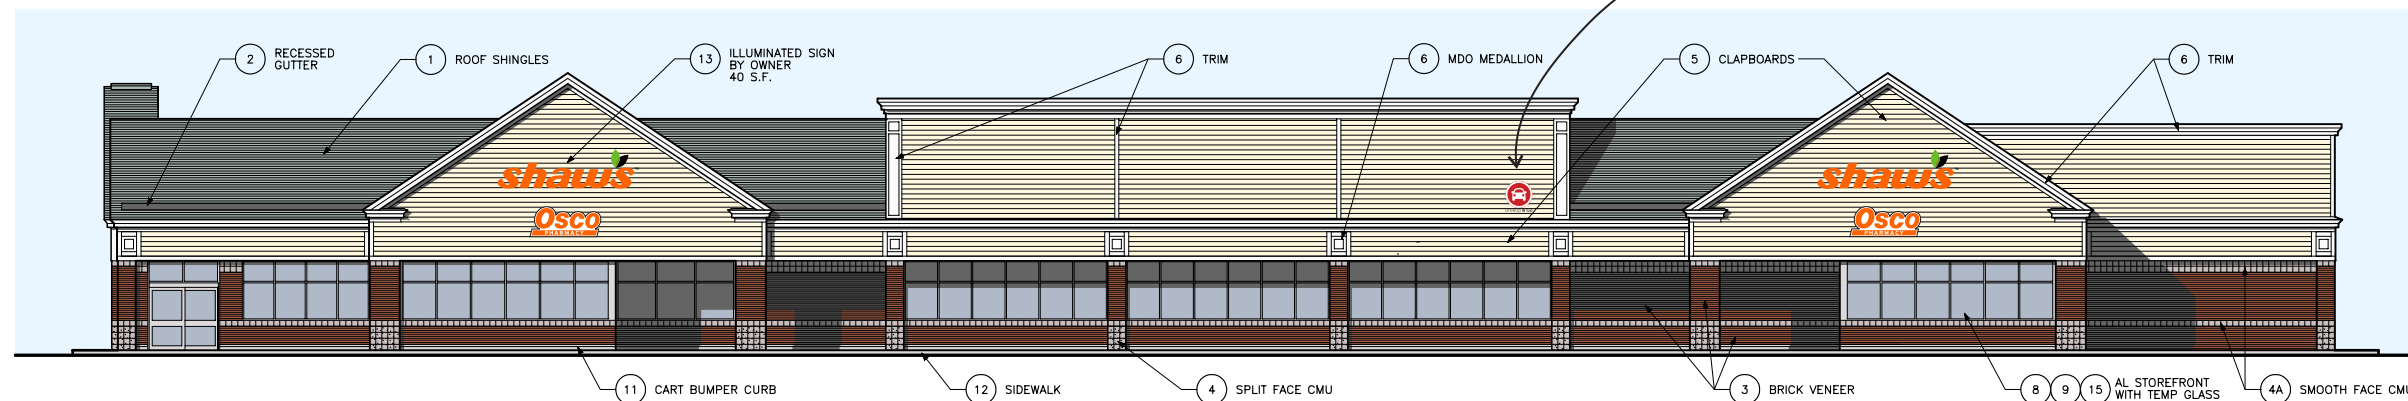 2 RECESSED
GUTTER
1 ROOF SHINGLES
13 ILLUMINATED SIGN
BY OWNER
40 S.F.
6 TRIM
6 MDO MEDALLION
5 CLAPBOARDS
6 TRIM
shaw's
Osco
PHARMACY
shaw's
Osco
PHARMACY
11 CART BUMPER CURB
12 SIDEWALK
4 SPLIT FACE CMU
3 BRICK VENEER
8 9 15 AL STOREFRONT
WITH TEMP GLASS
4A SMOOTH FACE CMU